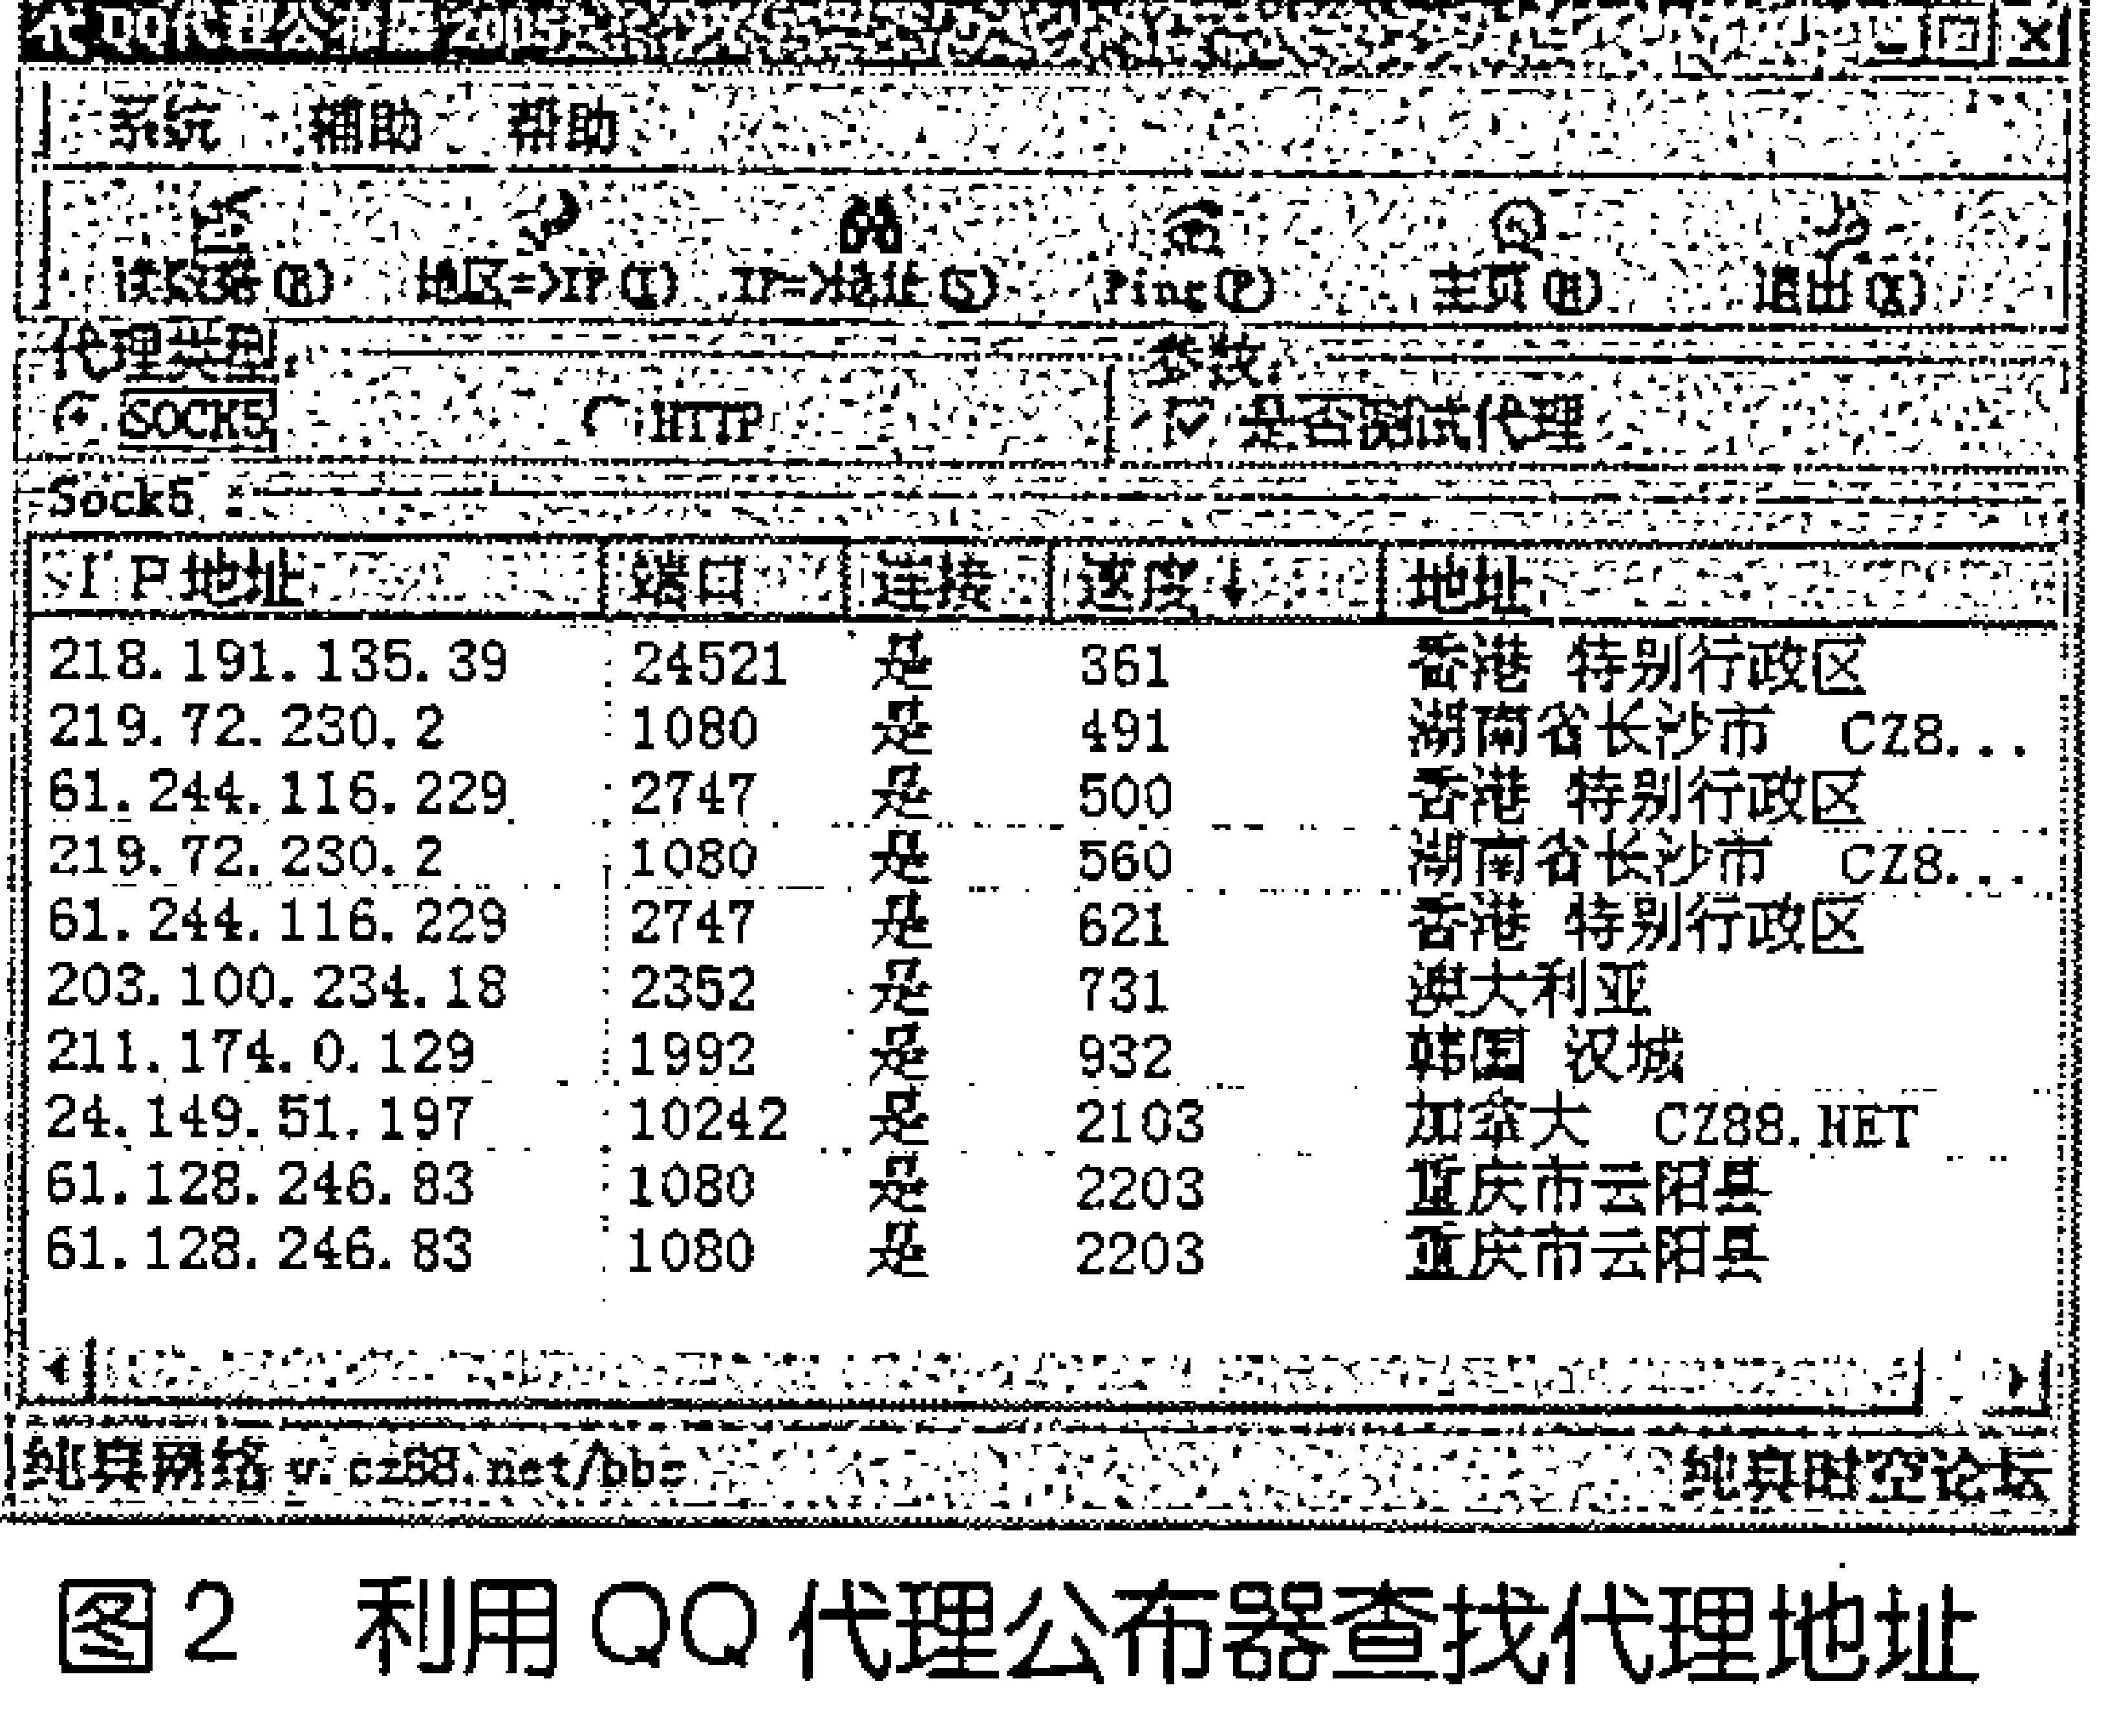 QQ代理公布器 2005
系统 辅助 帮助
地区=>IP(I) IP=>地址(S) Ping(P) 主页(H) 退出(X)
代理类型 参数
SOCK5 HTTP 是否测试代理
Sock5 :
IP地址 端口 连接 速度↓ 地址
218.191.135.39 24521 是 361 香港 特别行政区
219.72.230.2 1080 是 491 湖南省长沙市 CZ8...
61.244.116.229 2747 是 500 香港 特别行政区
219.72.230.2 1080 是 560 湖南省长沙市 CZ8...
61.244.116.229 2747 是 621 香港 特别行政区
203.100.234.18 2352 是 731 澳大利亚
211.174.0.129 1992 是 932 韩国 汉城
24.149.51.197 10242 是 2103 加拿大 CZ88.NET
61.128.246.83 1080 是 2203 重庆市云阳县
61.128.246.83 1080 是 2203 重庆市云阳县
纯真网络 w.cz88.net/bbs 纯真时空论坛
图2 利用QQ代理公布器查找代理地址